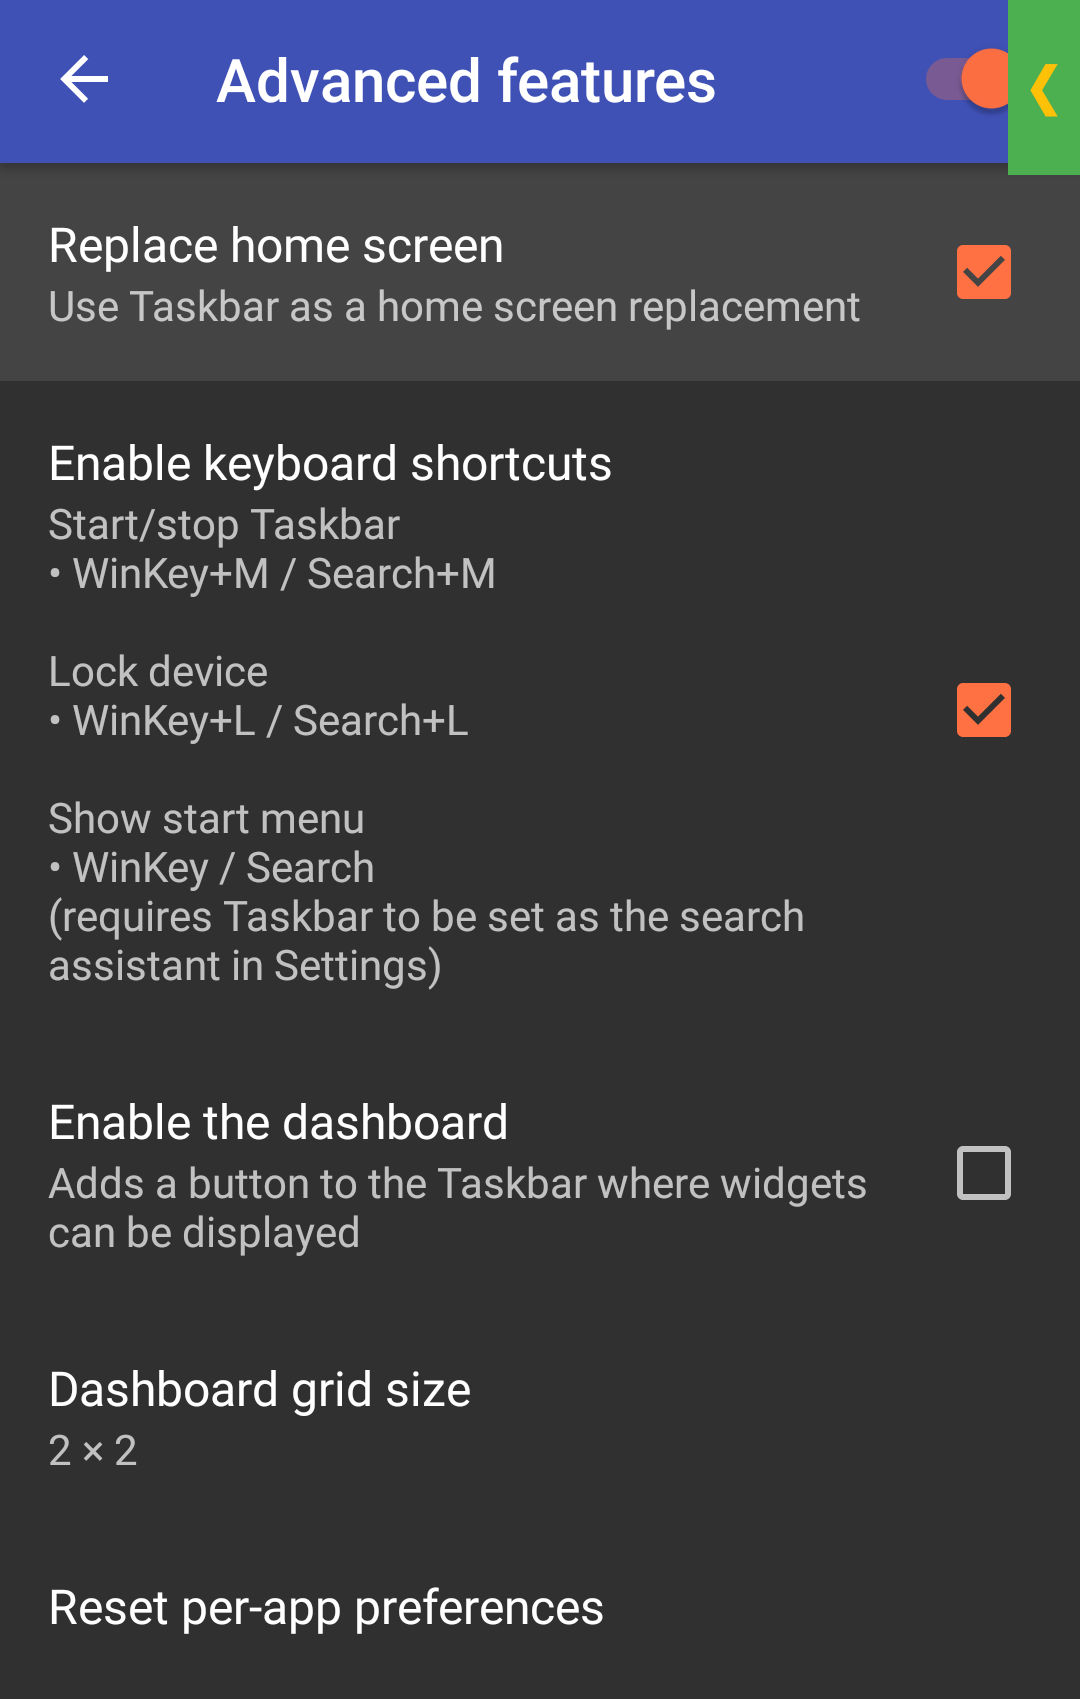 Advanced features
Replace home screen
Use Taskbar as a home screen replacement
Enable keyboard shortcuts
Start/stop Taskbar
• WinKey+M / Search+M
Lock device
• WinKey+L / Search+L
Show start menu
• WinKey / Search
(requires Taskbar to be set as the search
assistant in Settings)
Enable the dashboard
Adds a button to the Taskbar where widgets
can be displayed
Dashboard grid size
2 × 2
Reset per-app preferences